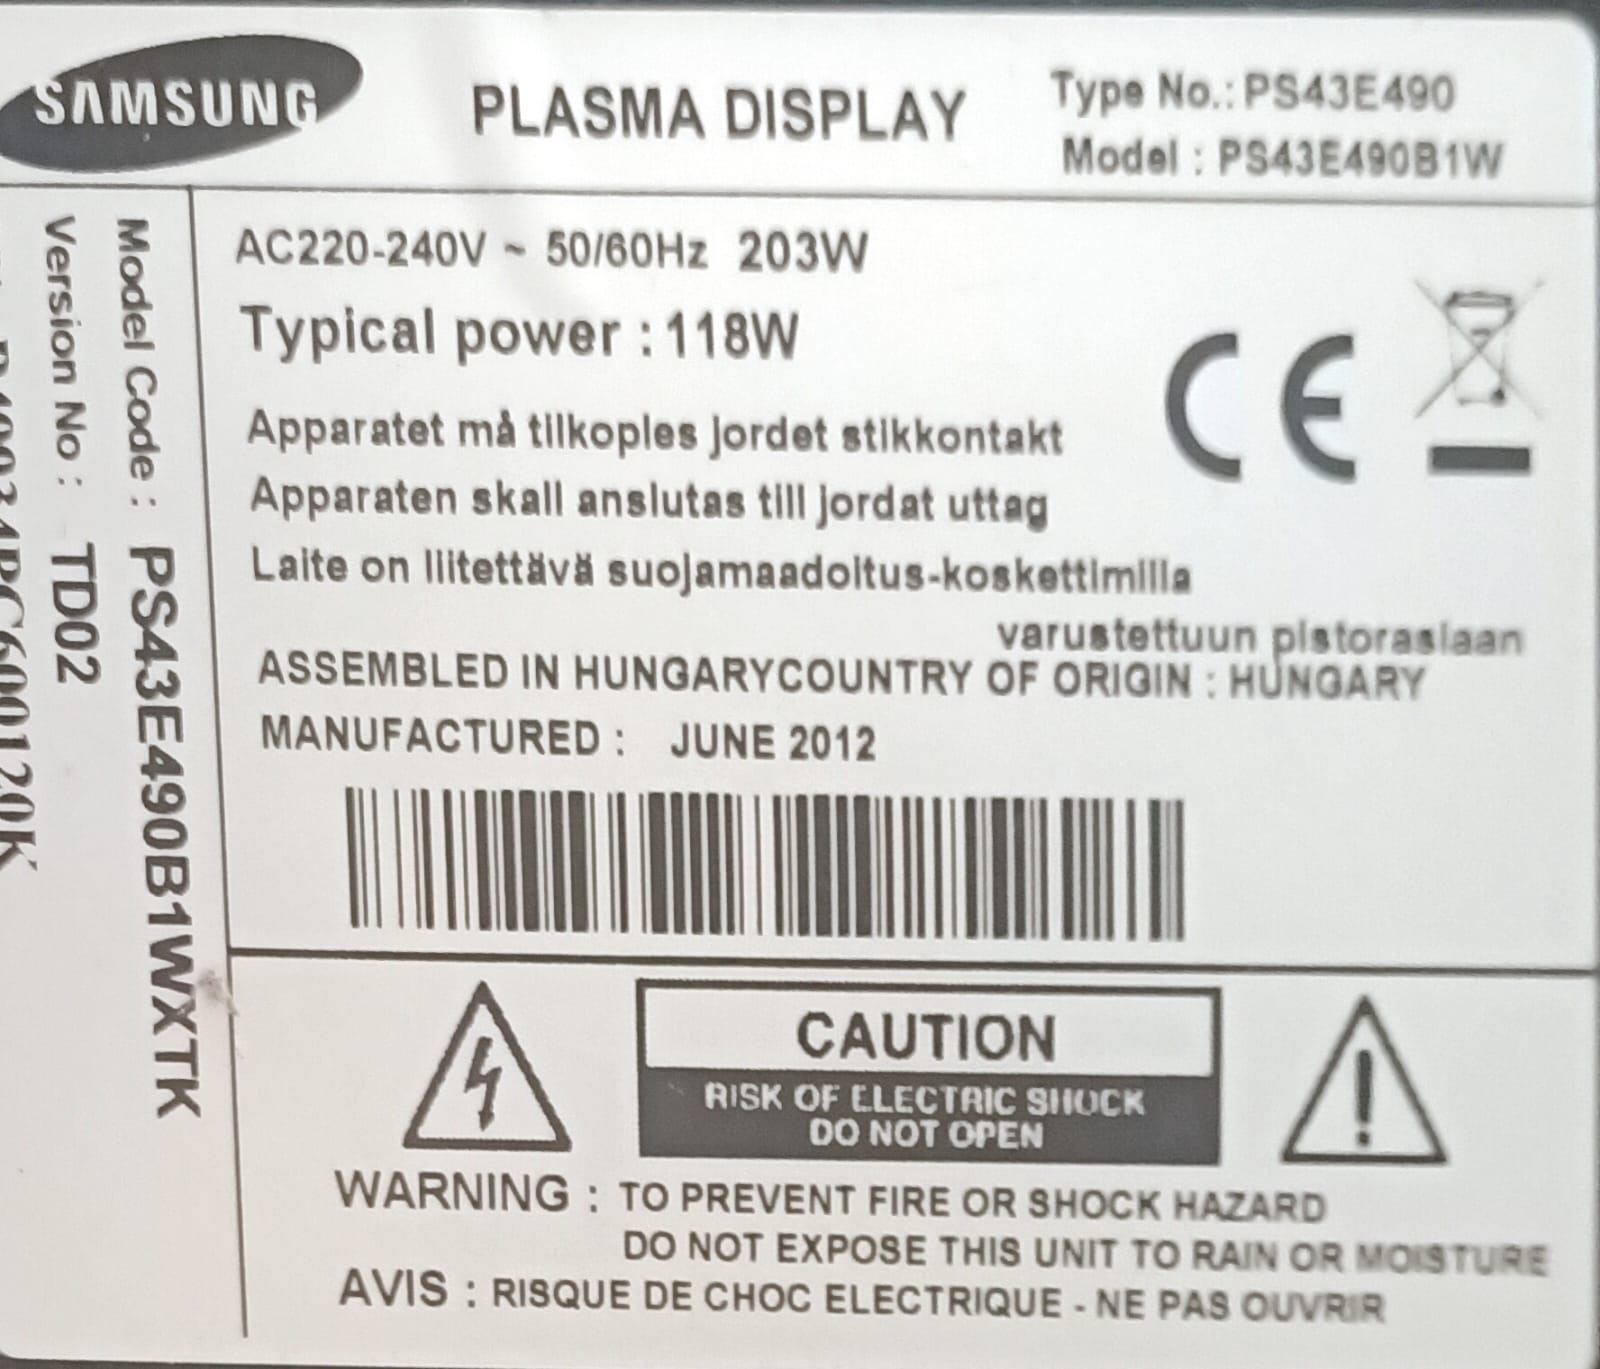 SAMSUNG
PLASMA DISPLAY
Type No.: PS43E490
Model : PS43E490B1W
Model Code : PS43E490B1WXTK
Version No : TD02
AC220-240V ~ 50/60Hz 203W
Typical power : 118W
Apparatet må tilkoples jordet stikkontakt
Apparaten skall anslutas till jordat uttag
Laite on liitettävä suojamaadoitus-koskettimilla
varustettuun pistorasiaan
ASSEMBLED IN HUNGARYCOUNTRY OF ORIGIN : HUNGARY
MANUFACTURED : JUNE 2012
CE
CAUTION
RISK OF ELECTRIC SHOCK
DO NOT OPEN
WARNING : TO PREVENT FIRE OR SHOCK HAZARD
DO NOT EXPOSE THIS UNIT TO RAIN OR MOISTURE
AVIS : RISQUE DE CHOC ELECTRIQUE - NE PAS OUVRIR